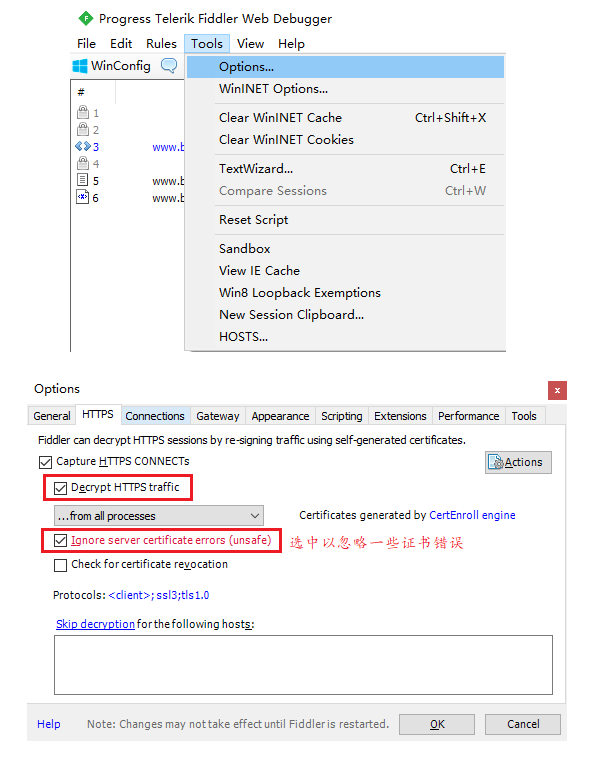 Progress Telerik Fiddler Web Debugger
File Edit Rules Tools View Help
WinConfig
Options...
WinINET Options...
#
Clear WinINET Cache Ctrl+Shift+X
1
Clear WinINET Cookies
2
3 www.b
TextWizard... Ctrl+E
4
Compare Sessions Ctrl+W
5 www.b
6 www.b
Reset Script
Sandbox
View IE Cache
Win8 Loopback Exemptions
New Session Clipboard...
HOSTS...
Options
x
General HTTPS Connections Gateway Appearance Scripting Extensions Performance Tools
Fiddler can decrypt HTTPS sessions by re-signing traffic using self-generated certificates.
Capture HTTPS CONNECTs
Actions
Decrypt HTTPS traffic
...from all processes
Certificates generated by CertEnroll engine
Ignore server certificate errors (unsafe) 选中以忽略一些证书错误
Check for certificate revocation
Protocols: <client>; ssl3;tls1.0
Skip decryption for the following hosts:
Help Note: Changes may not take effect until Fiddler is restarted. OK Cancel